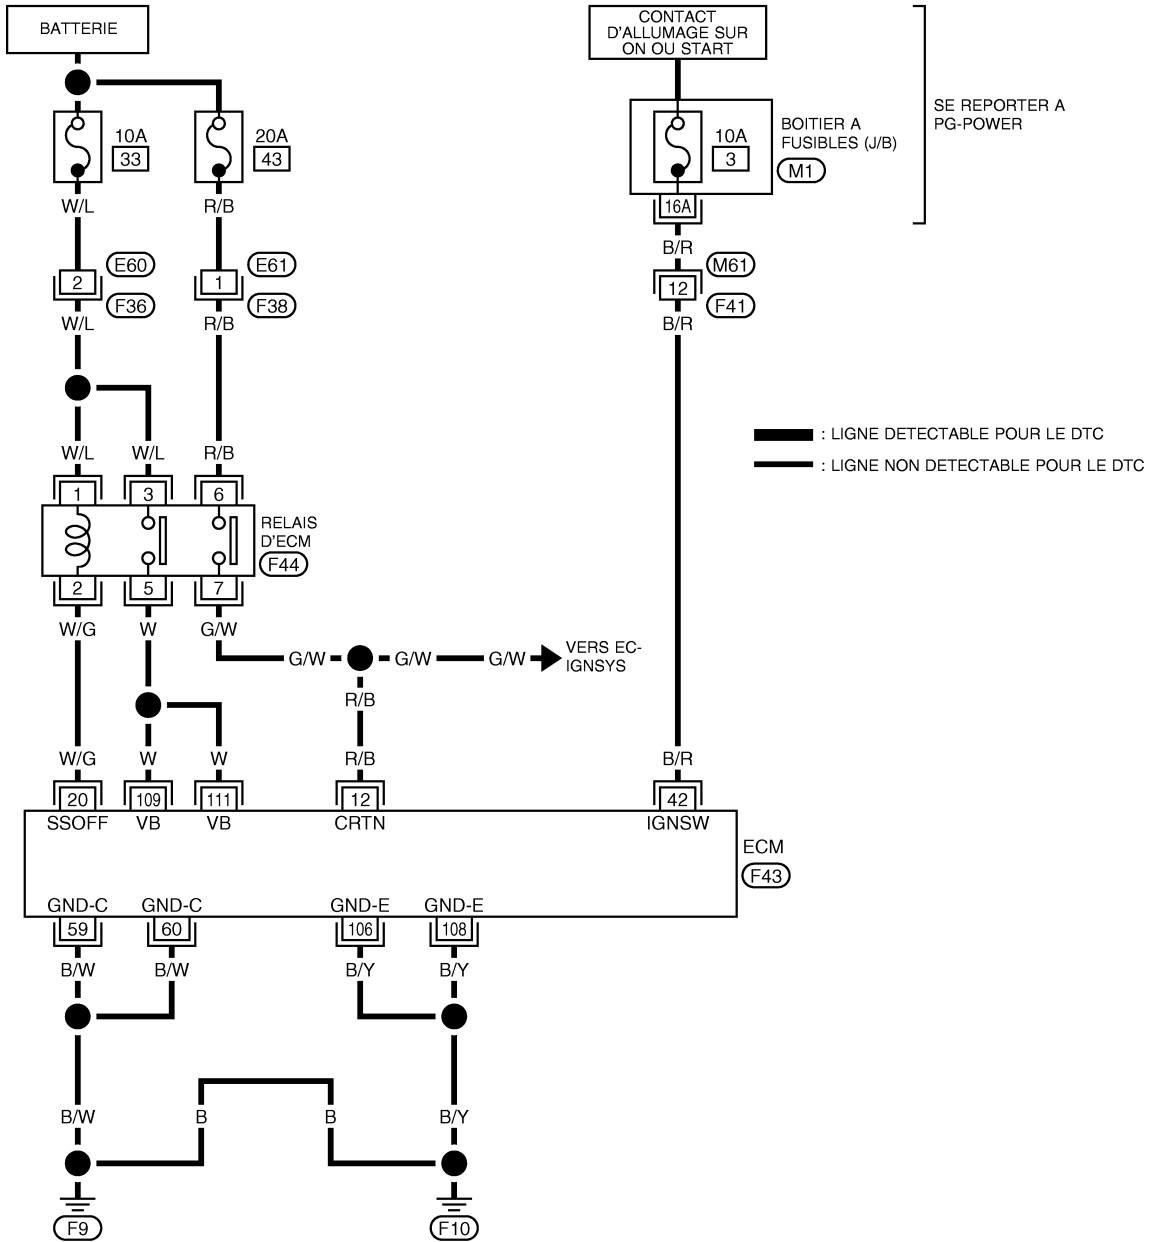 BATTERIE
CONTACT
D'ALLUMAGE SUR
ON OU START
SE REPORTER A
PG-POWER
10A
33
20A
43
10A
3
BOITIER A
FUSIBLES (J/B)
M1
16A
W/L
R/B
B/R
2
E60
F36
1
E61
F38
12
M61
F41
W/L
R/B
B/R
: LIGNE DETECTABLE POUR LE DTC
: LIGNE NON DETECTABLE POUR LE DTC
W/L
W/L
R/B
1
3
6
RELAIS
D'ECM
F44
2
5
7
W/G
W
G/W
G/W
G/W
G/W
VERS EC-
IGNSYS
R/B
W/G
W
W
R/B
B/R
20
109
111
12
42
SSOFF
VB
VB
CRTN
IGNSW
ECM
F43
GND-C
GND-C
GND-E
GND-E
59
60
106
108
B/W
B/W
B/Y
B/Y
B/W
B
B
B/Y
F9
F10